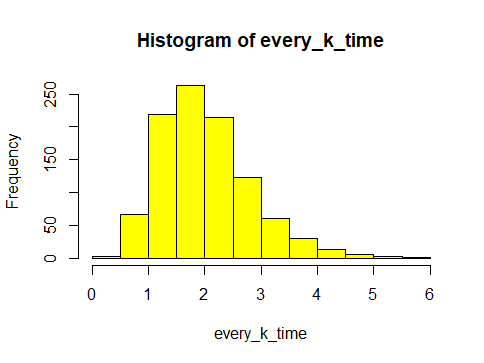 Histogram of every_k_time
Frequency
250
150
50
0
0 1 2 3 4 5 6
every_k_time